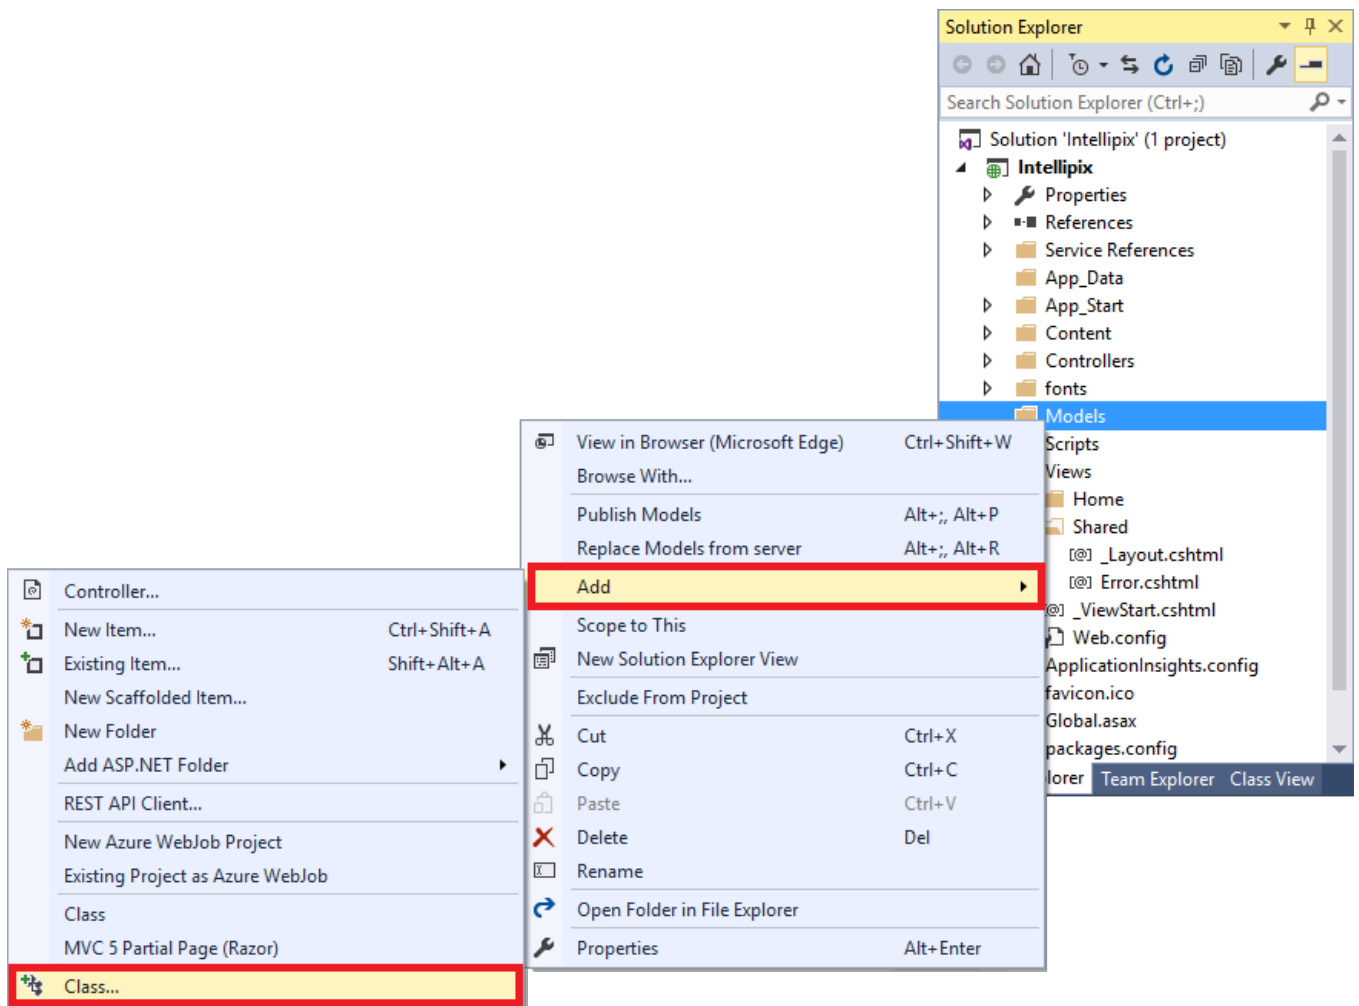 Solution Explorer
Search Solution Explorer (Ctrl+;)
Solution 'Intellipix' (1 project)
Intellipix
Properties
References
Service References
App_Data
App_Start
Content
Controllers
fonts
Models
Scripts
Views
Home
Shared
[@] _Layout.cshtml
[@] Error.cshtml
@] _ViewStart.cshtml
Web.config
ApplicationInsights.config
favicon.ico
Global.asax
packages.config
lorer Team Explorer Class View
View in Browser (Microsoft Edge) Ctrl+Shift+W
Browse With...
Publish Models Alt+;, Alt+P
Replace Models from server Alt+;, Alt+R
Add
Scope to This
New Solution Explorer View
Exclude From Project
Cut Ctrl+X
Copy Ctrl+C
Paste Ctrl+V
Delete Del
Rename
Open Folder in File Explorer
Properties Alt+Enter
Controller...
New Item... Ctrl+Shift+A
Existing Item... Shift+Alt+A
New Scaffolded Item...
New Folder
Add ASP.NET Folder
REST API Client...
New Azure WebJob Project
Existing Project as Azure WebJob
Class
MVC 5 Partial Page (Razor)
Class...